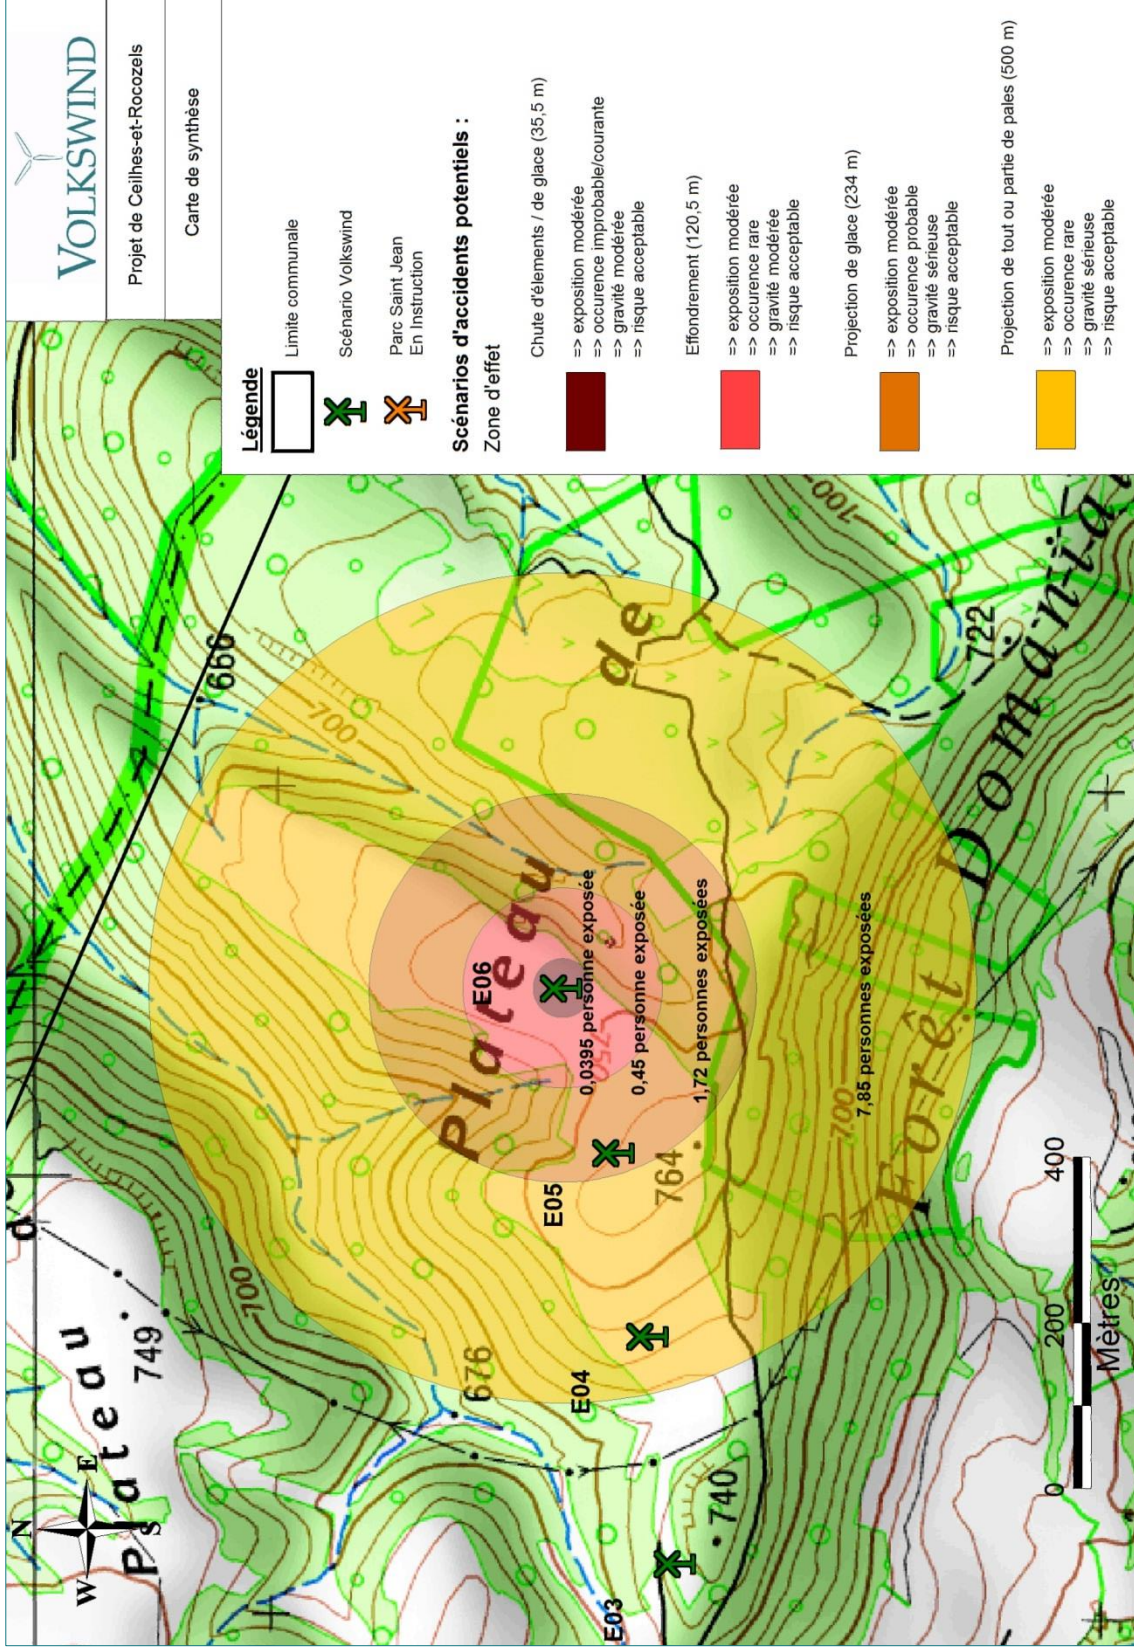 VOLKSWIND
Projet de Ceilhes-et-Rocozels
Carte de synthèse
Légende
Limite communale
Scénario Volkswind
Parc Saint Jean
En Instruction
Scénarios d'accidents potentiels :
Zone d'effet
Chute d'élements / de glace (35,5 m)
=> exposition modérée
=> occurence improbable/courante
=> gravité modérée
=> risque acceptable
Effondrement (120,5 m)
=> exposition modérée
=> occurence rare
=> gravité modérée
=> risque acceptable
Projection de glace (234 m)
=> exposition modérée
=> occurence probable
=> gravité sérieuse
=> risque acceptable
Projection de tout ou partie de pales (500 m)
=> exposition modérée
=> occurence rare
=> gravité sérieuse
=> risque acceptable
N
W
E
S
Plateau
d
749
700
676
666
700
E06
Plateau
de
0,0395 personne exposée
0,45 personne exposée
1,72 personnes exposées
7,85 personnes exposées
750
E05
764
E04
E03
740
700
700
722
Forêt
Domanial
0
200
400
Mètres